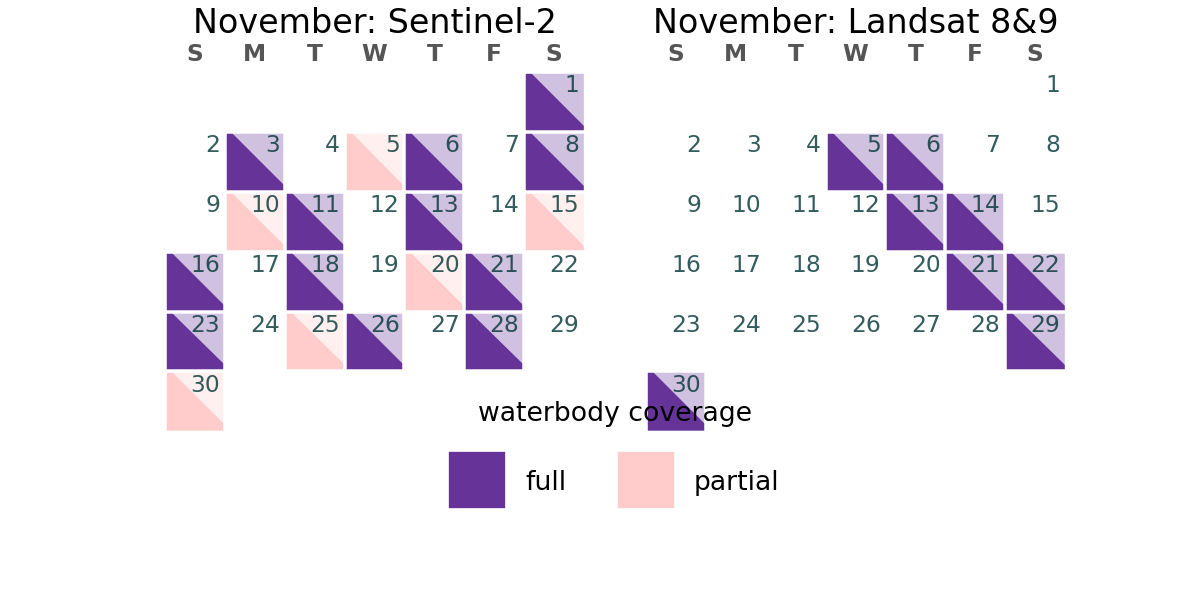 November: Sentinel-2
S M T W T F S
1
2 3 4 5 6 7 8
9 10 11 12 13 14 15
16 17 18 19 20 21 22
23 24 25 26 27 28 29
30
November: Landsat 8&9
S M T W T F S
1
2 3 4 5 6 7 8
9 10 11 12 13 14 15
16 17 18 19 20 21 22
23 24 25 26 27 28 29
30
waterbody coverage
full partial